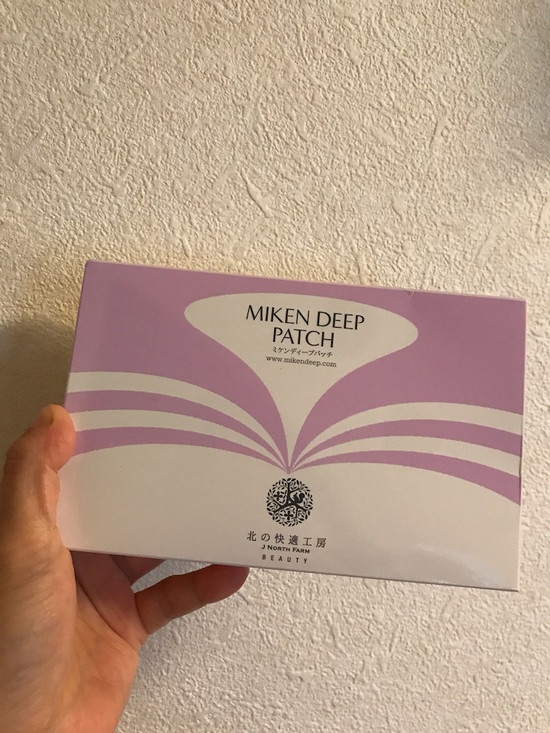 MIKEN DEEP
PATCH
ミケンディープパッチ
www.mikendeep.com
北の快適工房
J NORTH FARM
BEAUTY